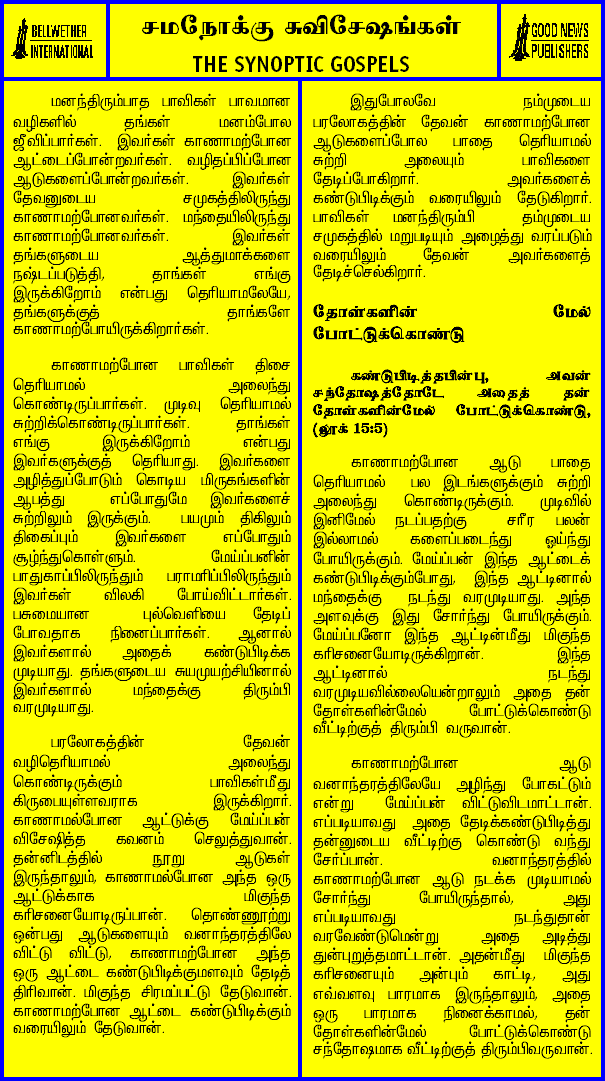 BELLWETHER
INTERNATIONAL
சமநோக்கு சுவிசேஷங்கள்
THE SYNOPTIC GOSPELS
GOOD NEWS
PUBLISHERS
மனந்திரும்பாத பாவிகள் பாவமான
வழிகளில் தங்கள் மனம்போல
ஜீவிப்பார்கள். இவர்கள் காணாமற்போன
ஆட்டைப்போன்றவர்கள். வழிதப்பிப்போன
ஆடுகளைப்போன்றவர்கள். இவர்கள்
தேவனுடைய சமுகத்திலிருந்து
காணாமற்போனவர்கள். மந்தையிலிருந்து
காணாமற்போனவர்கள். இவர்கள்
தங்களுடைய ஆத்துமாக்களை
நஷ்டப்படுத்தி, தாங்கள் எங்கு
இருக்கிறோம் என்பது தெரியாமலேயே,
தங்களுக்குத் தாங்களே
காணாமற்போயிருக்கிறார்கள்.
காணாமற்போன பாவிகள் திசை
தெரியாமல் அலைந்து
கொண்டிருப்பார்கள். முடிவு தெரியாமல்
சுற்றிக்கொண்டிருப்பார்கள். தாங்கள்
எங்கு இருக்கிறோம் என்பது
இவர்களுக்குத் தெரியாது. இவர்களை
அழித்துப்போடும் கொடிய மிருகங்களின்
ஆபத்து எப்போதுமே இவர்களைச்
சுற்றிலும் இருக்கும். பயமும் திகிலும்
திகைப்பும் இவர்களை எப்போதும்
சூழ்ந்துகொள்ளும். மேய்ப்பனின்
பாதுகாப்பிலிருந்தும் பராமரிப்பிலிருந்தும்
இவர்கள் விலகி போய்விட்டார்கள்.
பசுமையான புல்வெளியை தேடிப்
போவதாக நினைப்பார்கள். ஆனால்
இவர்களால் அதைக் கண்டுபிடிக்க
முடியாது. தங்களுடைய சுயமுயற்சியினால்
இவர்களால் மந்தைக்கு திரும்பி
வரமுடியாது.
பரலோகத்தின் தேவன்
வழிதெரியாமல் அலைந்து
கொண்டிருக்கும் பாவிகள்மீது
கிருபையுள்ளவராக இருக்கிறார்.
காணாமல்போன ஆட்டுக்கு மேய்ப்பன்
விசேஷித்த கவனம் செலுத்துவான்.
தன்னிடத்தில் நூறு ஆடுகள்
இருந்தாலும், காணாமல்போன அந்த ஒரு
ஆட்டுக்காக மிகுந்த
கரிசனையோடிருப்பான். தொண்ணூற்று
ஒன்பது ஆடுகளையும் வனாந்தரத்திலே
விட்டு விட்டு, காணாமற்போன அந்த
ஒரு ஆட்டை கண்டுபிடிக்குமளவும் தேடித்
திரிவான். மிகுந்த சிரமப்பட்டு தேடுவான்.
காணாமற்போன ஆட்டை கண்டுபிடிக்கும்
வரையிலும் தேடுவான்.
இதுபோலவே நம்முடைய
பரலோகத்தின் தேவன் காணாமற்போன
ஆடுகளைப்போல பாதை தெரியாமல்
சுற்றி அலையும் பாவிகளை
தேடிப்போகிறார். அவர்களைக்
கண்டுபிடிக்கும் வரையிலும் தேடுகிறார்.
பாவிகள் மனந்திரும்பி தம்முடைய
சமுகத்தில் மறுபடியும் அழைத்து வரப்படும்
வரையிலும் தேவன் அவர்களைத்
தேடிச்செல்கிறார்.
தோள்களின் மேல்
போட்டுக்கொண்டு
கண்டுபிடித்தபின்பு, அவன்
சந்தோஷத்தோடே அதைத் தன்
தோள்களின்மேல் போட்டுக்கொண்டு,
(லூக் 15:5)
காணாமற்போன ஆடு பாதை
தெரியாமல் பல இடங்களுக்கும் சுற்றி
அலைந்து கொண்டிருக்கும். முடிவில்
இனிமேல் நடப்பதற்கு சரீர பலன்
இல்லாமல் களைப்படைந்து ஓய்ந்து
போயிருக்கும். மேய்ப்பன் இந்த ஆட்டைக்
கண்டுபிடிக்கும்போது, இந்த ஆட்டினால்
மந்தைக்கு நடந்து வரமுடியாது. அந்த
அளவுக்கு இது சோர்ந்து போயிருக்கும்.
மேய்ப்பனோ இந்த ஆட்டின்மீது மிகுந்த
கரிசனையோடிருக்கிறான். இந்த
ஆட்டினால் நடந்து
வரமுடியவில்லையென்றாலும் அதை தன்
தோள்களின்மேல் போட்டுக்கொண்டு
வீட்டிற்குத் திரும்பி வருவான்.
காணாமற்போன ஆடு
வனாந்தரத்திலேயே அழிந்து போகட்டும்
என்று மேய்ப்பன் விட்டுவிடமாட்டான்.
எப்படியாவது அதை தேடிக்கண்டுபிடித்து
தன்னுடைய வீட்டிற்கு கொண்டு வந்து
சேர்ப்பான். வனாந்தரத்தில்
காணாமற்போன ஆடு நடக்க முடியாமல்
சோர்ந்து போயிருந்தால், அது
எப்படியாவது நடந்துதான்
வரவேண்டுமென்று அதை அடித்து
துன்புறுத்தமாட்டான். அதன்மீது மிகுந்த
கரிசனையும் அன்பும் காட்டி, அது
எவ்வளவு பாரமாக இருந்தாலும், அதை
ஒரு பாரமாக நினைக்காமல், தன்
தோள்களின்மேல் போட்டுக்கொண்டு
சந்தோஷமாக வீட்டிற்குத் திரும்பிவருவான்.